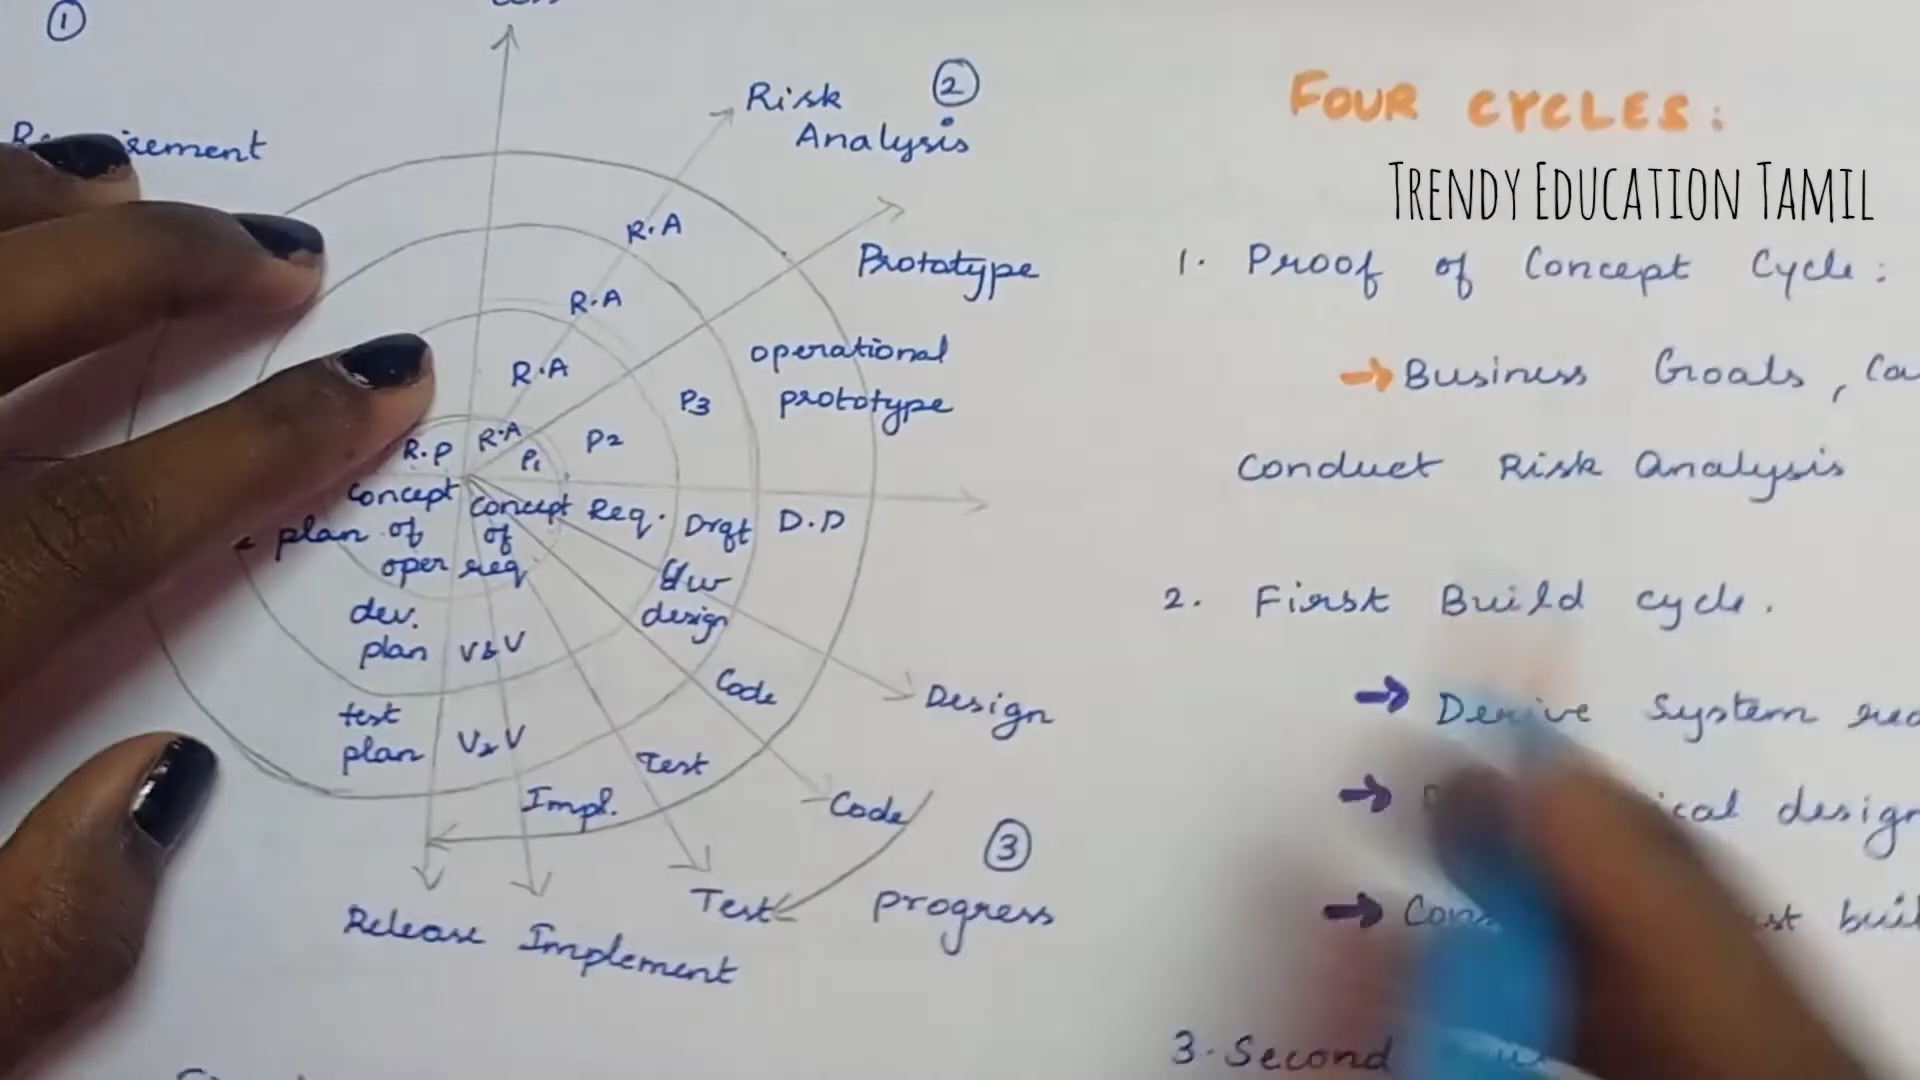 1
Risk 2
Analysis
Prototype
R.A
R.A
R.A
R.A
R.P
P1
P2
P3
operational
prototype
concept
plan of
oper
concept
of
req
Req.
Draft
D.D
S/W
design
dev.
plan
V&V
test
plan
V&V
Impl.
Test
Code
Design
Code
Test
3
progress
Release Implement
FOUR CYCLES:
TRENDY EDUCATION TAMIL
1. Proof of Concept Cycle:
→ Business Goals,
conduct Risk Analysis
2. First Build cycle.
→ Derive System
→ design
→
3. Second